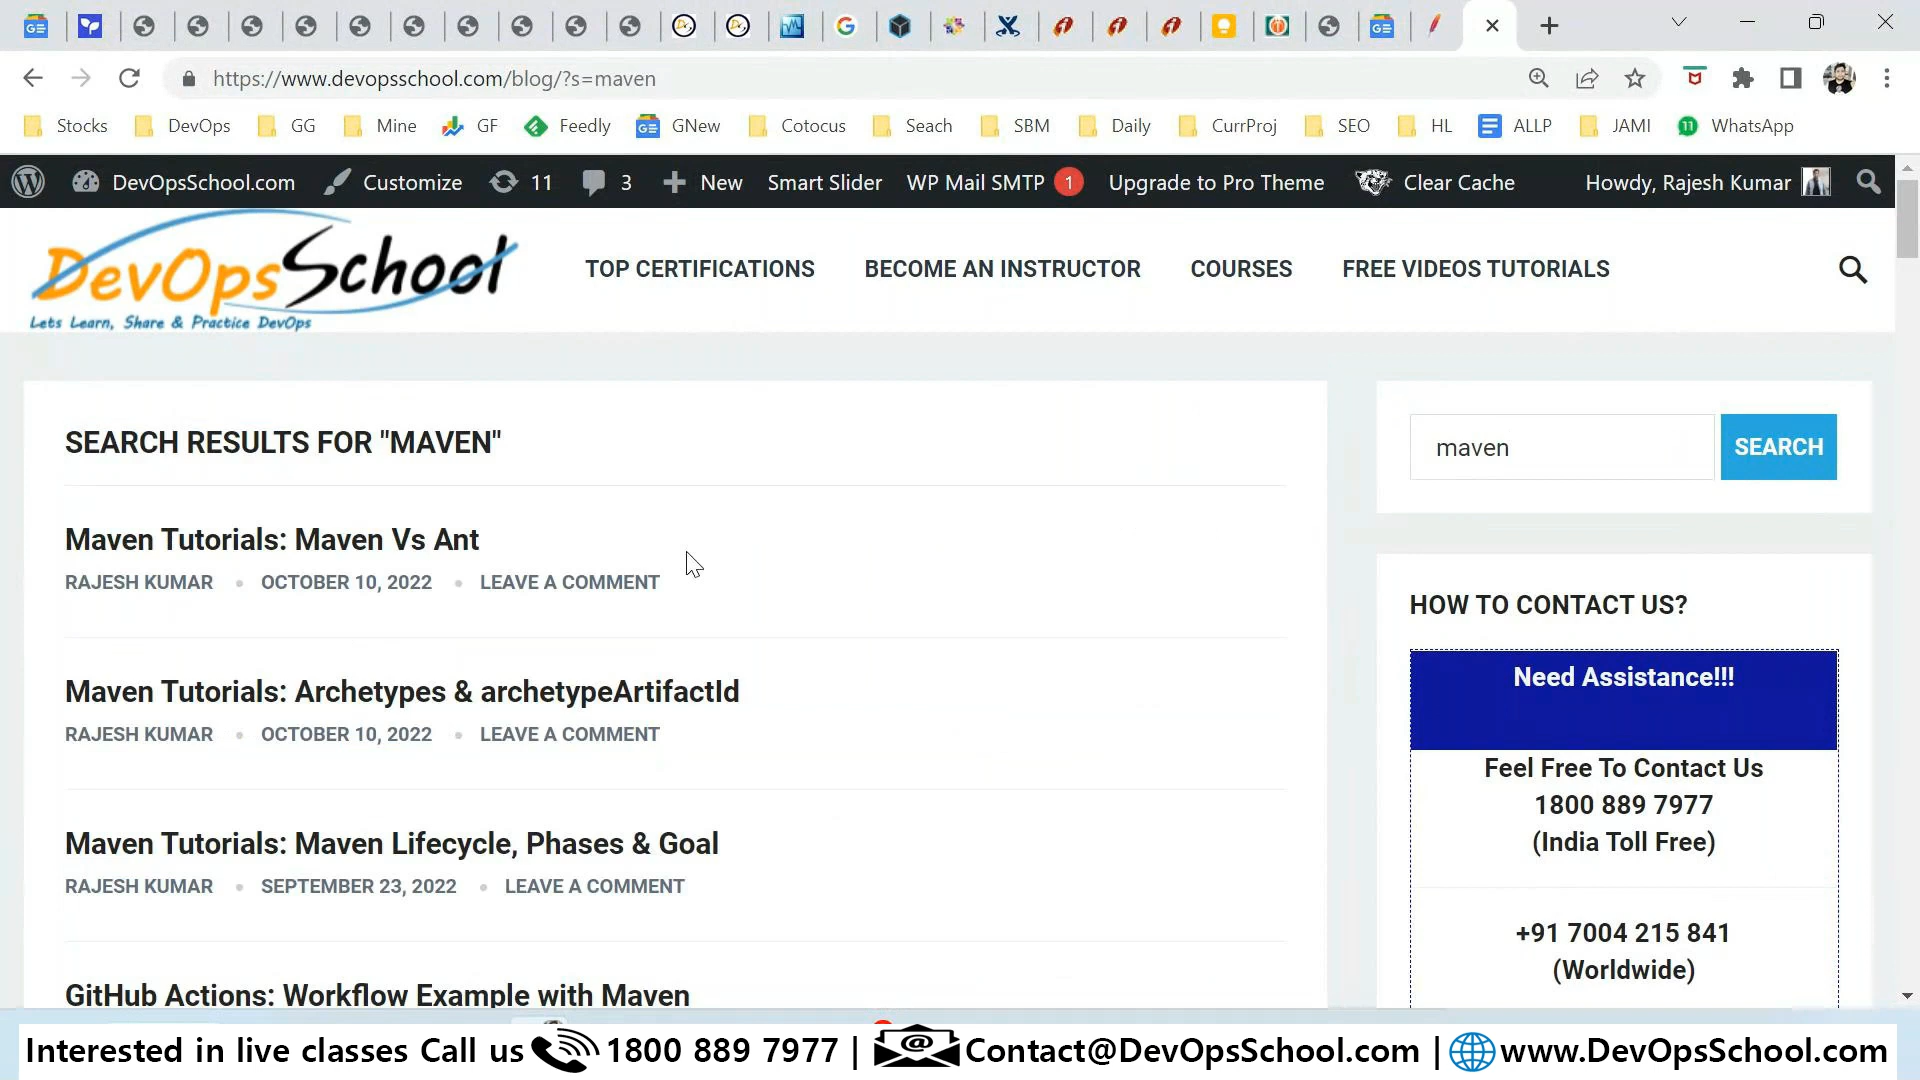 https://www.devopsschool.com/blog/?s=maven
Stocks DevOps GG Mine GF Feedly GNew Cotocus Seach SBM Daily CurrProj SEO HL ALLP JAMI 11 WhatsApp
DevOpsSchool.com Customize 11 3 New Smart Slider WP Mail SMTP 1 Upgrade to Pro Theme Clear Cache Howdy, Rajesh Kumar
DevOpsSchool
Lets Learn, Share & Practice DevOps
TOP CERTIFICATIONS BECOME AN INSTRUCTOR COURSES FREE VIDEOS TUTORIALS
SEARCH RESULTS FOR "MAVEN"
Maven Tutorials: Maven Vs Ant
RAJESH KUMAR • OCTOBER 10, 2022 • LEAVE A COMMENT
Maven Tutorials: Archetypes & archetypeArtifactId
RAJESH KUMAR • OCTOBER 10, 2022 • LEAVE A COMMENT
Maven Tutorials: Maven Lifecycle, Phases & Goal
RAJESH KUMAR • SEPTEMBER 23, 2022 • LEAVE A COMMENT
GitHub Actions: Workflow Example with Maven
maven SEARCH
HOW TO CONTACT US?
Need Assistance!!!
Feel Free To Contact Us
1800 889 7977
(India Toll Free)
+91 7004 215 841
(Worldwide)
Interested in live classes Call us 1800 889 7977 | @ Contact@DevOpsSchool.com | www.DevOpsSchool.com